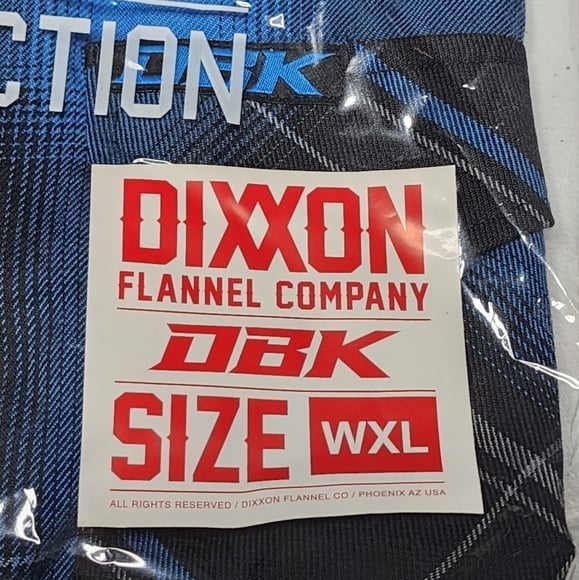 CTION
DBK
DIXXON
FLANNEL COMPANY
DBK
SIZE WXL
ALL RIGHTS RESERVED / DIXXON FLANNEL CO / PHOENIX AZ USA